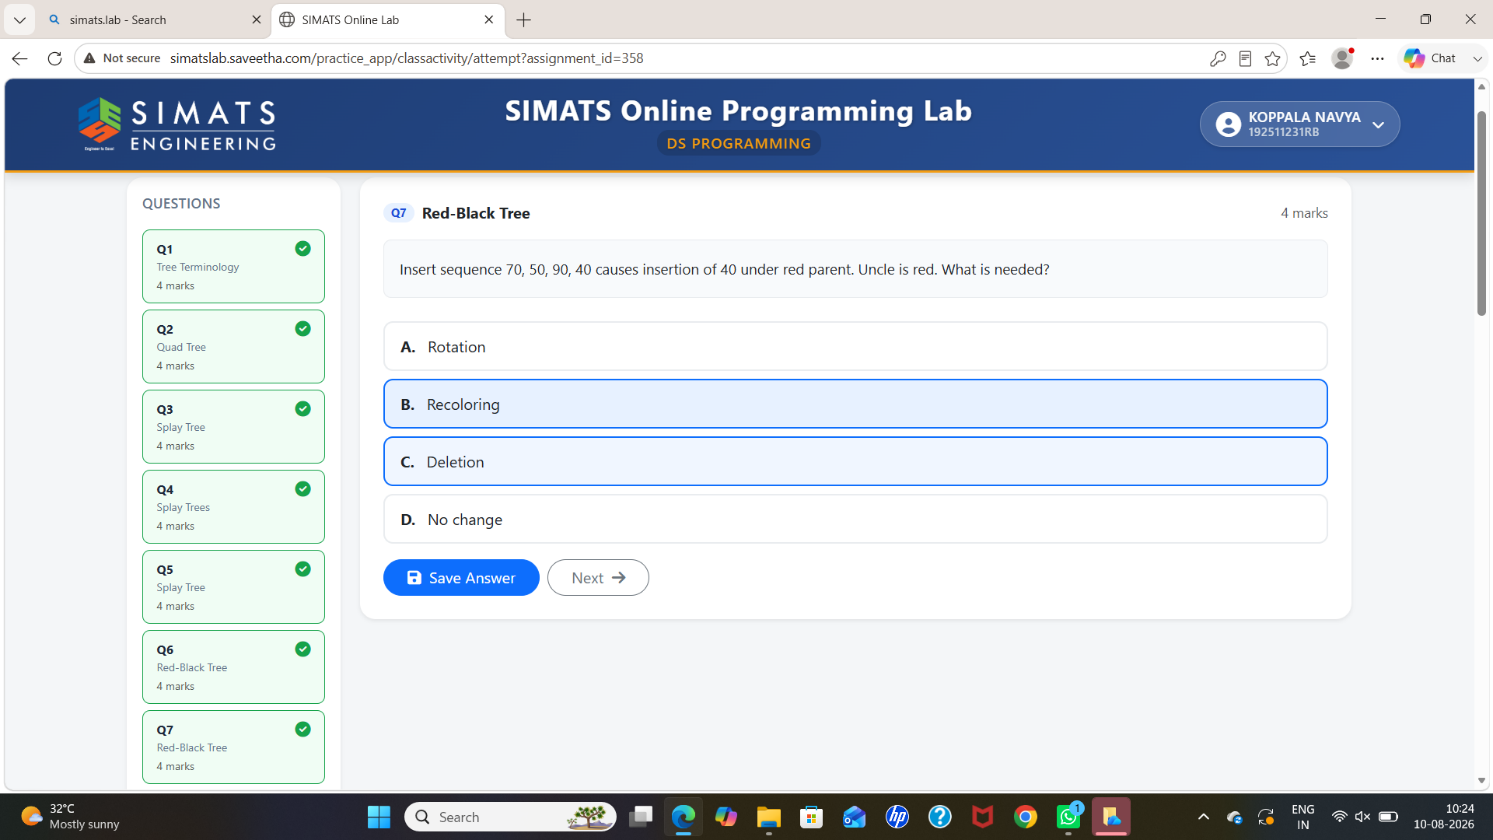 simats.lab - Search
SIMATS Online Lab
Not secure
simatslab.saveetha.com/practice_app/classactivity/attempt?assignment_id=358
Chat
SIMATS
ENGINEERING
Engineer to Excel
SIMATS Online Programming Lab
DS PROGRAMMING
KOPPALA NAVYA
192511231RB
QUESTIONS
Q1
Tree Terminology
4 marks
Q2
Quad Tree
4 marks
Q3
Splay Tree
4 marks
Q4
Splay Trees
4 marks
Q5
Splay Tree
4 marks
Q6
Red-Black Tree
4 marks
Q7
Red-Black Tree
4 marks
Q7 Red-Black Tree
4 marks
Insert sequence 70, 50, 90, 40 causes insertion of 40 under red parent. Uncle is red. What is needed?
A. Rotation
B. Recoloring
C. Deletion
D. No change
Save Answer
Next
32°C
Mostly sunny
Search
hp
1
ENG
IN
10:24
10-08-2026